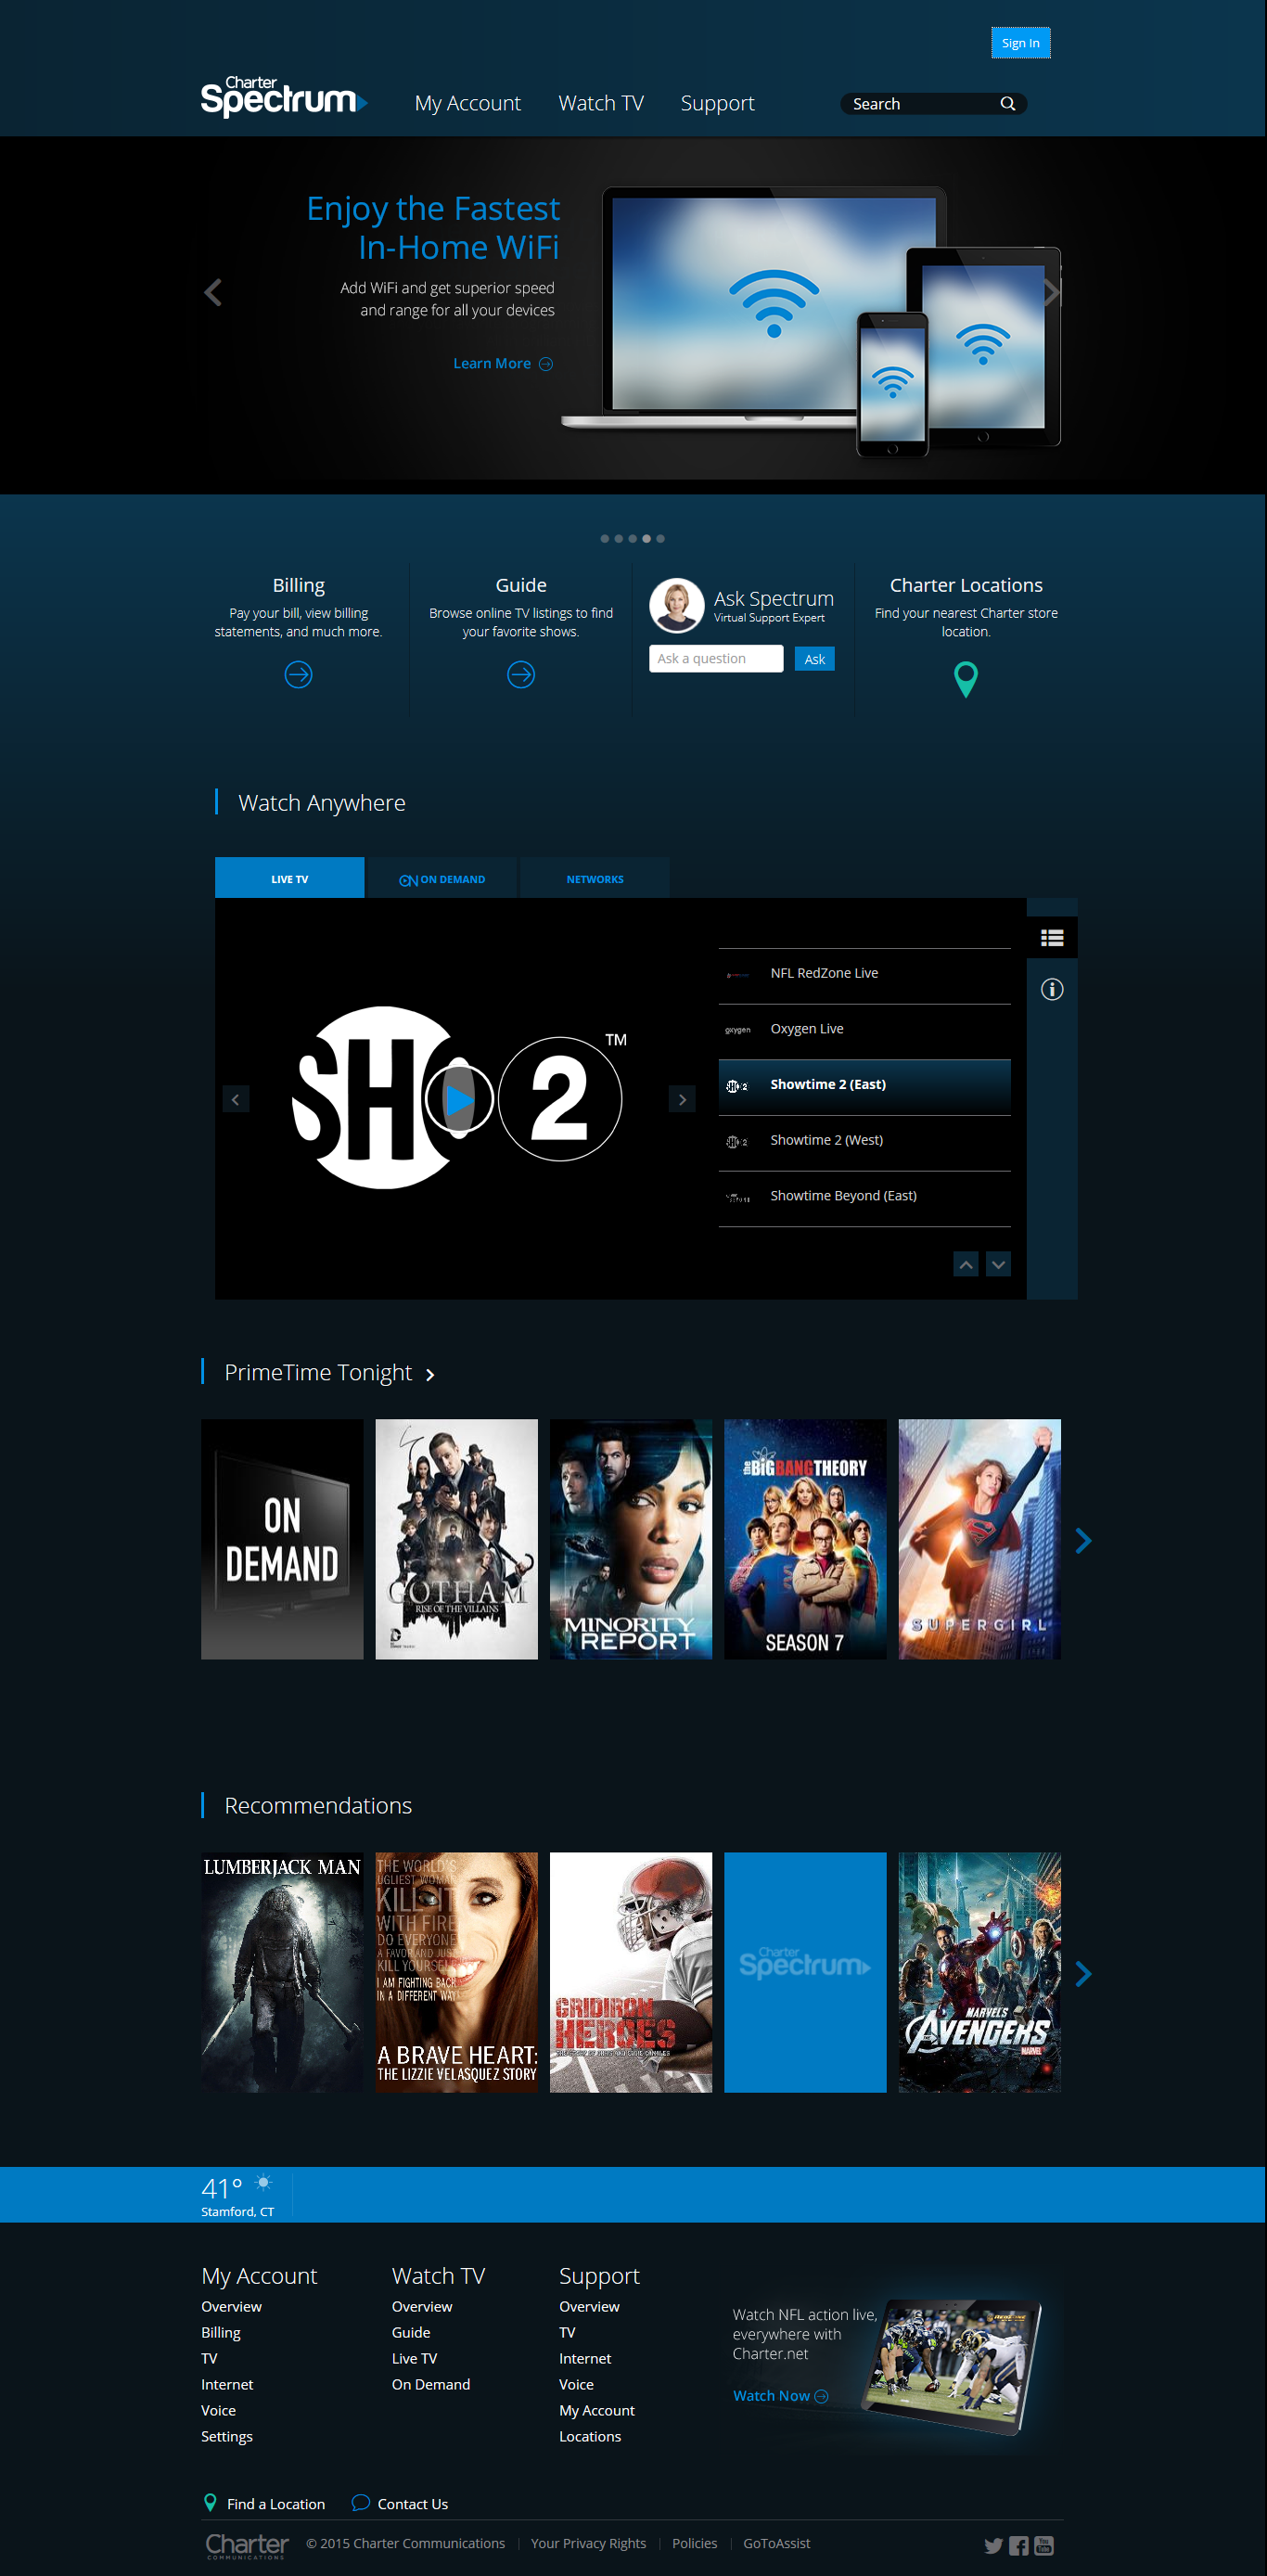 Sign In
Charter
Spectrum
My Account
Watch TV
Support
Search
Enjoy the Fastest
In-Home WiFi
Add WiFi and get superior speed
and range for all your devices
Learn More
Billing
Pay your bill, view billing
statements, and much more.
Guide
Browse online TV listings to find
your favorite shows.
Ask Spectrum
Virtual Support Expert
Ask a question
Ask
Charter Locations
Find your nearest Charter store
location.
Watch Anywhere
LIVE TV
ON ON DEMAND
NETWORKS
SHO 2 TM
NFL RedZone Live
oxygen
Oxygen Live
SHO 2
Showtime 2 (East)
SHO 2
Showtime 2 (West)
Showtime Beyond (East)
PrimeTime Tonight
ON
DEMAND
GOTHAM
RISE OF THE VILLAINS
MINORITY
REPORT
the BIG BANG THEORY
SEASON 7
SUPERGIRL
Recommendations
LUMBERJACK MAN
THE WORLD'S
UGLIEST WOMAN
KILL IT
WITH FIRE
DO EVERYONE
A FAVOR AND JUST
KILL YOURSELF
I AM FIGHTING BACK
IN A DIFFERENT WAY
A BRAVE HEART:
THE LIZZIE VELASQUEZ STORY
GRIDIRON
HEROES
Charter
Spectrum
MARVEL'S
AVENGERS
MARVEL
41°
Stamford, CT
My Account
Overview
Billing
TV
Internet
Voice
Settings
Watch TV
Overview
Guide
Live TV
On Demand
Support
Overview
TV
Internet
Voice
My Account
Locations
Watch NFL action live,
everywhere with
Charter.net
Watch Now
Find a Location
Contact Us
Charter
COMMUNICATIONS
© 2015 Charter Communications
Your Privacy Rights
Policies
GoToAssist
You
Tube